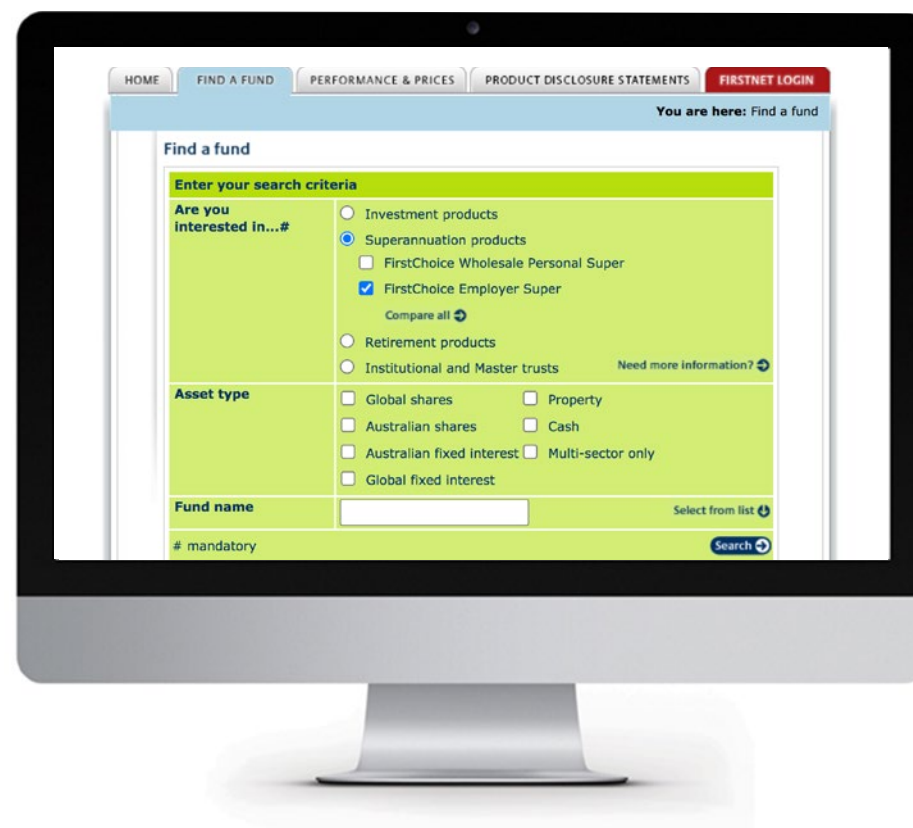 HOME FIND A FUND PERFORMANCE & PRICES PRODUCT DISCLOSURE STATEMENTS FIRSTNET LOGIN
You are here: Find a fund
Find a fund
Enter your search criteria
Are you interested in...#
Investment products
Superannuation products
FirstChoice Wholesale Personal Super
FirstChoice Employer Super
Compare all
Retirement products
Institutional and Master trusts Need more information?
Asset type
Global shares Property
Australian shares Cash
Australian fixed interest Multi-sector only
Global fixed interest
Fund name Select from list
# mandatory Search